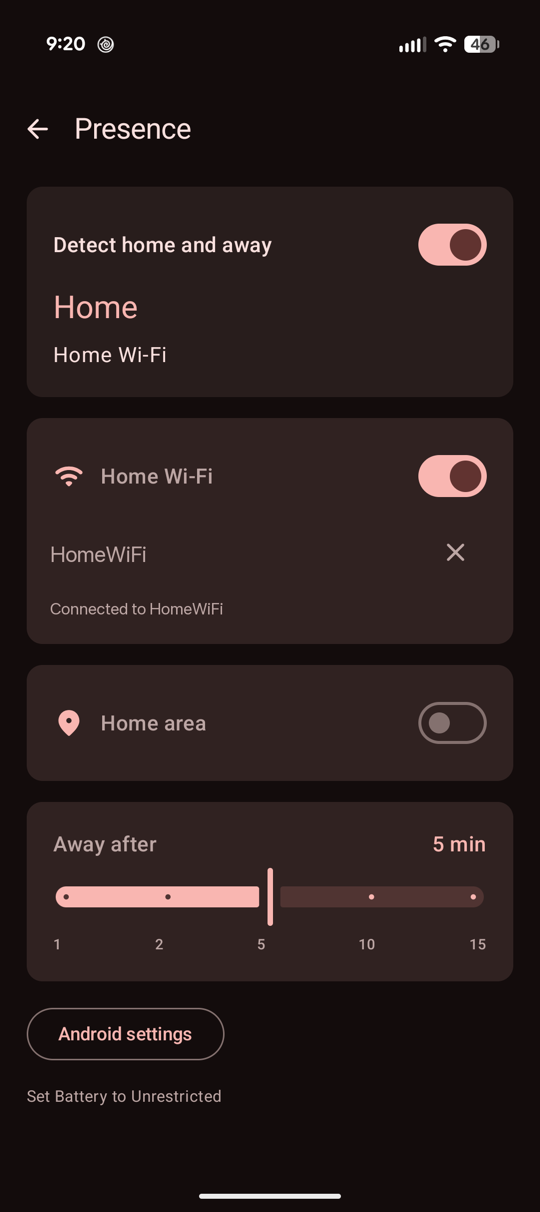 9:20
46
Presence
Detect home and away
Home
Home Wi-Fi
Home Wi-Fi
HomeWiFi
Connected to HomeWiFi
Home area
Away after
5 min
1 2 5 10 15
Android settings
Set Battery to Unrestricted